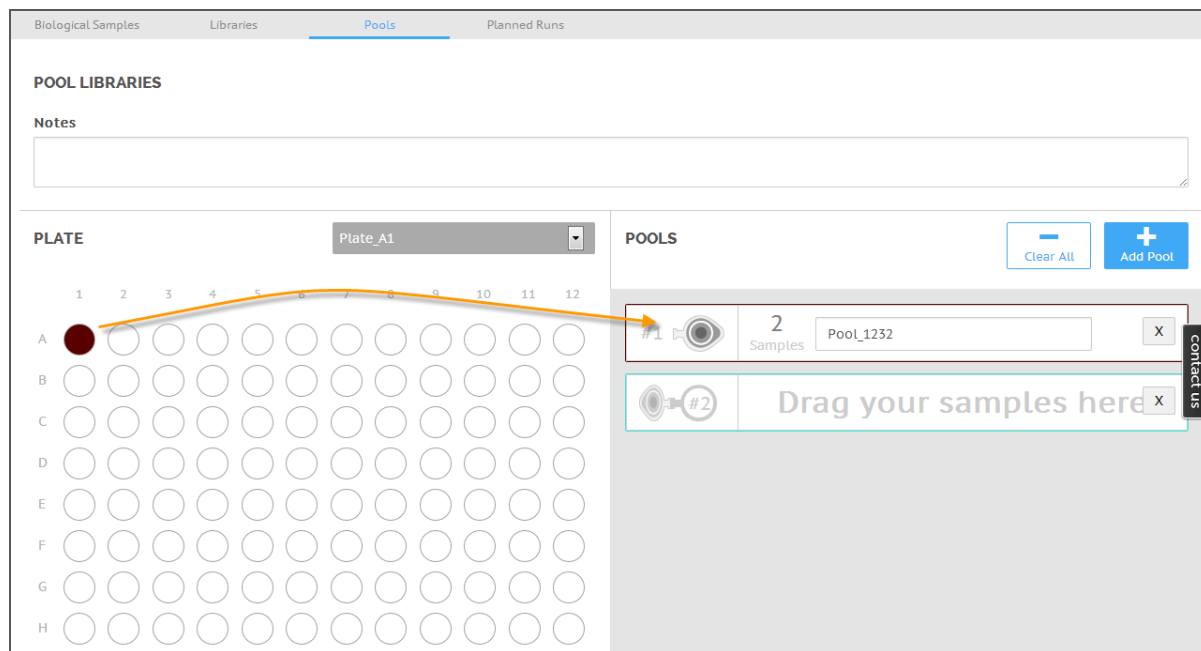 Biological Samples Libraries Pools Planned Runs
POOL LIBRARIES
Notes
PLATE
Plate_A1
1 2 3 4 5 6 7 8 9 10 11 12
A
B
C
D
E
F
G
H
POOLS
Clear All
Add Pool
#1
2
Samples
Pool_1232
X
#2
Drag your samples here
X
contact us